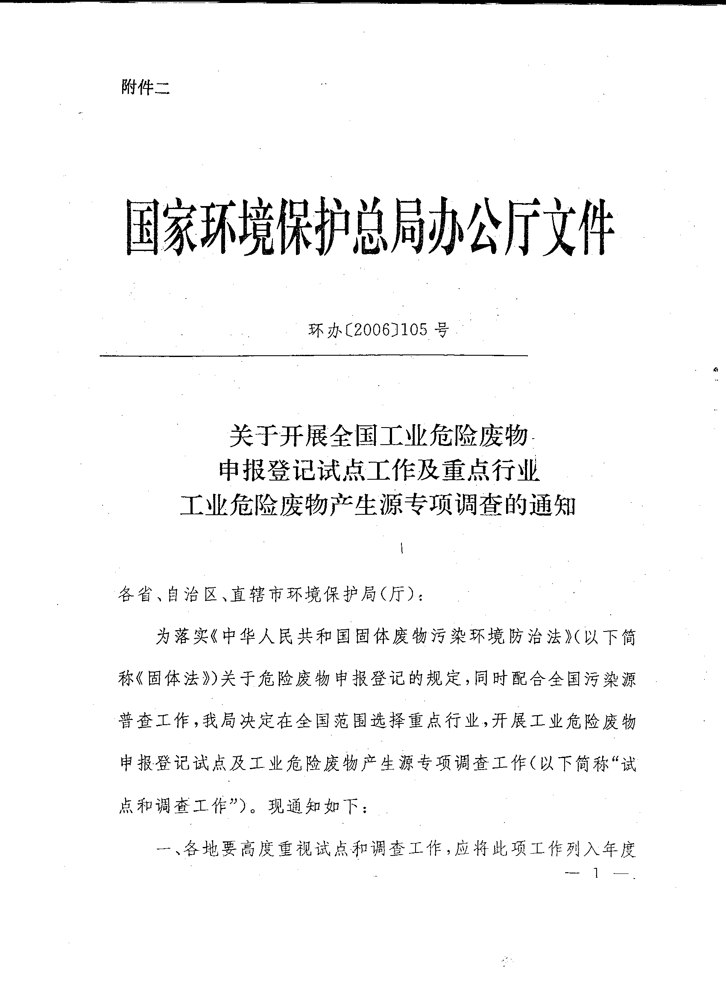 附件二
国家环境保护总局办公厅文件
环办〔2006〕105 号
关于开展全国工业危险废物
申报登记试点工作及重点行业
工业危险废物产生源专项调查的通知
各省、自治区、直辖市环境保护局(厅):
为落实《中华人民共和国固体废物污染环境防治法》(以下简
称《固体法》)关于危险废物申报登记的规定,同时配合全国污染源
普查工作,我局决定在全国范围选择重点行业,开展工业危险废物
申报登记试点及工业危险废物产生源专项调查工作(以下简称“试
点和调查工作”)。现通知如下:
一、各地要高度重视试点和调查工作,应将此项工作列入年度
— 1 —